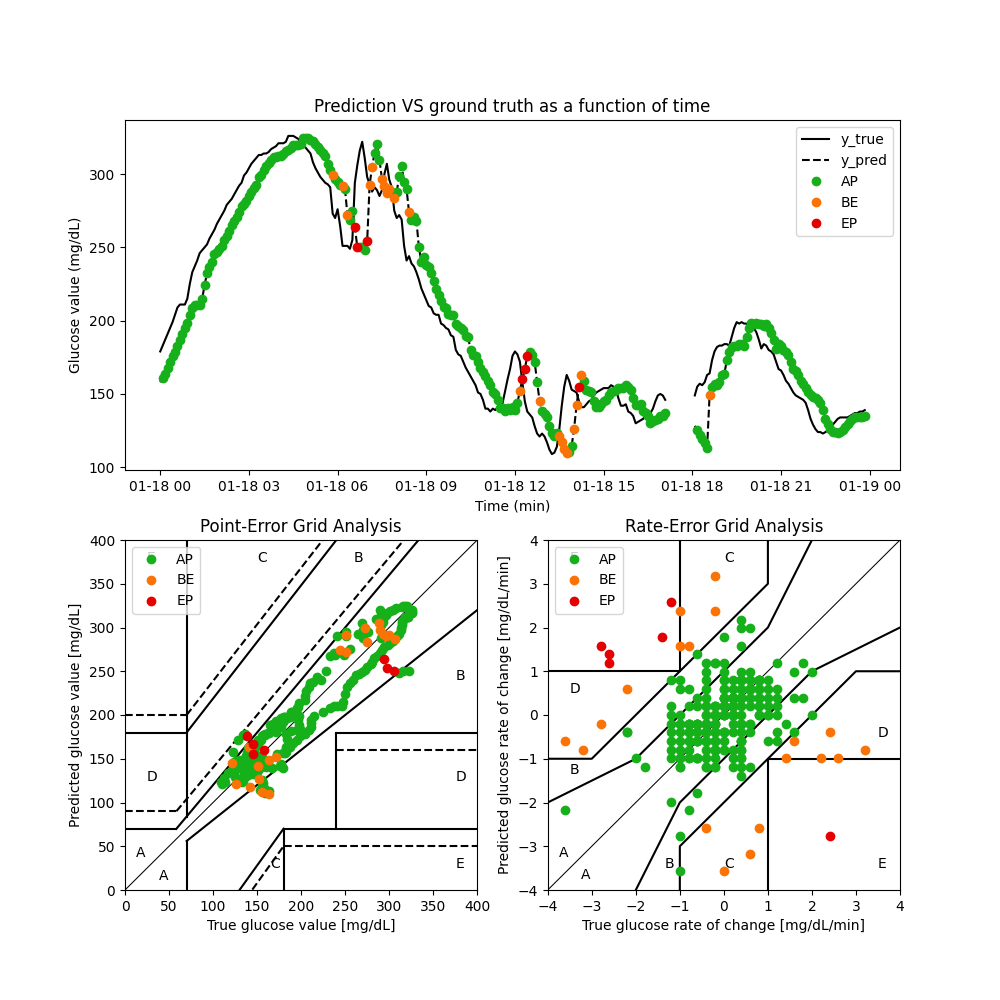 Prediction VS ground truth as a function of time
Glucose value (mg/dL)
300
250
200
150
100
y_true
y_pred
AP
BE
EP
01-18 00 01-18 03 01-18 06 01-18 09 01-18 12 01-18 15 01-18 18 01-18 21 01-19 00
Time (min)
Point-Error Grid Analysis
Predicted glucose value [mg/dL]
400
350
300
250
200
150
100
50
0
AP
BE
EP
C
B
B
D
D
A
A
C
E
0 50 100 150 200 250 300 350 400
True glucose value [mg/dL]
Rate-Error Grid Analysis
Predicted glucose rate of change [mg/dL/min]
4
3
2
1
0
−1
−2
−3
−4
AP
BE
EP
C
D
D
B
A
A
B
C
E
−4 −3 −2 −1 0 1 2 3 4
True glucose rate of change [mg/dL/min]